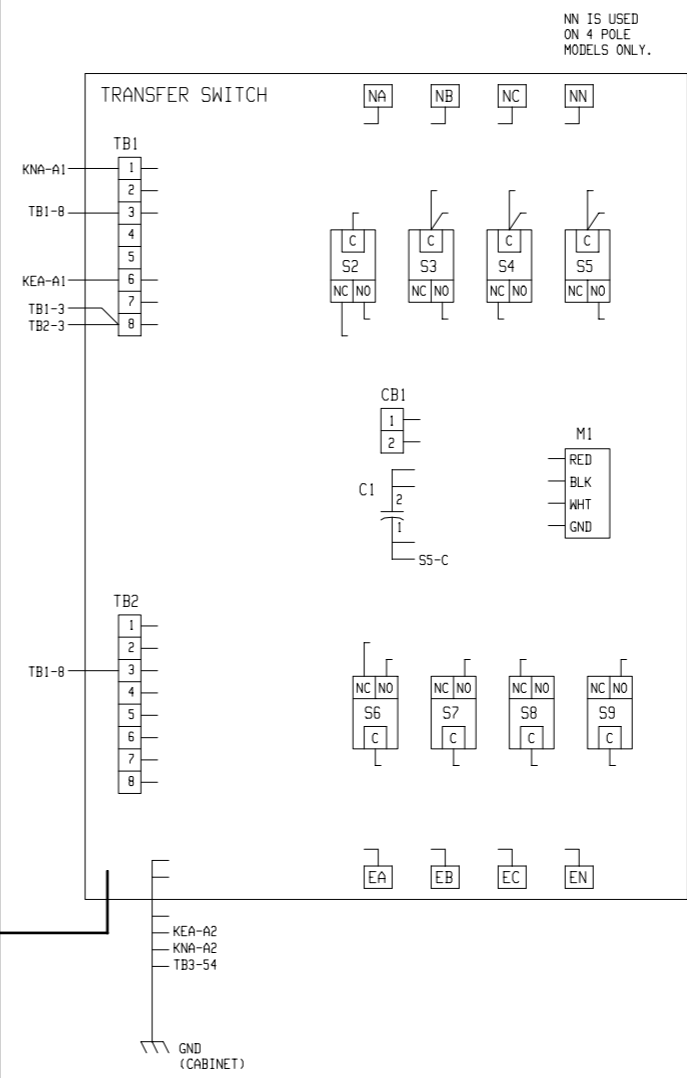 NN IS USED
ON 4 POLE
MODELS ONLY.
TRANSFER SWITCH
NA
NB
NC
NN
TB1
KNA-A1
1
2
TB1-8
3
4
5
KEA-A1
6
TB1-3
7
TB2-3
8
C
S2
NC NO
C
S3
NC NO
C
S4
NC NO
C
S5
NC NO
CB1
1
2
C1
2
1
S5-C
M1
RED
BLK
WHT
GND
TB2
1
2
TB1-8
3
4
5
6
7
8
NC NO
S6
C
NC NO
S7
C
NC NO
S8
C
NC NO
S9
C
EA
EB
EC
EN
KEA-A2
KNA-A2
TB3-54
GND
(CABINET)